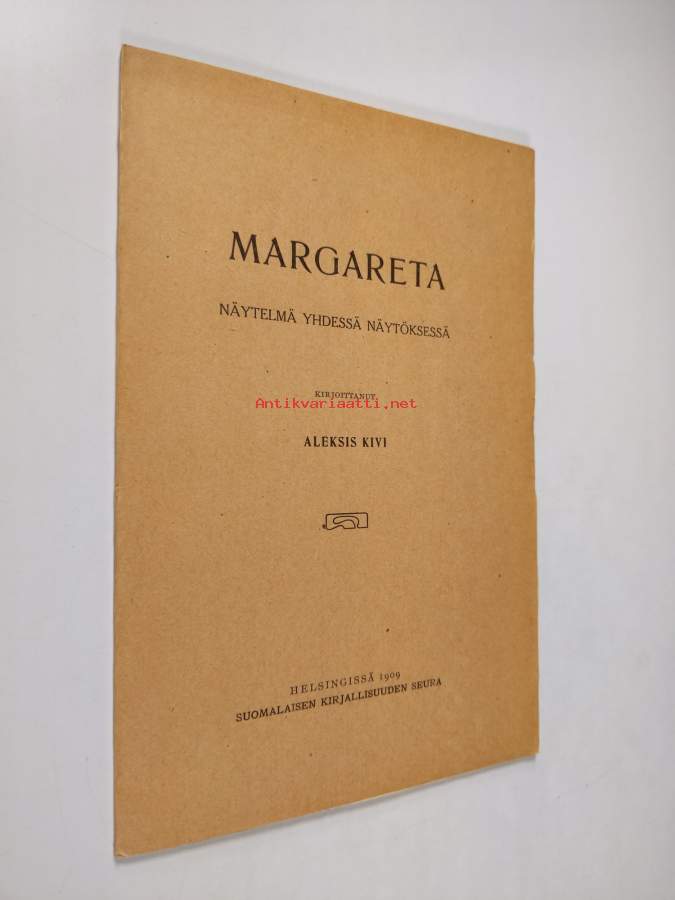 MARGARETA
NÄYTELMÄ YHDESSÄ NÄYTÖKSESSÄ
KIRJOITTANUT
Antikvariaatti.net
ALEKSIS KIVI
HELSINGISSÄ 1909
SUOMALAISEN KIRJALLISUUDEN SEURA